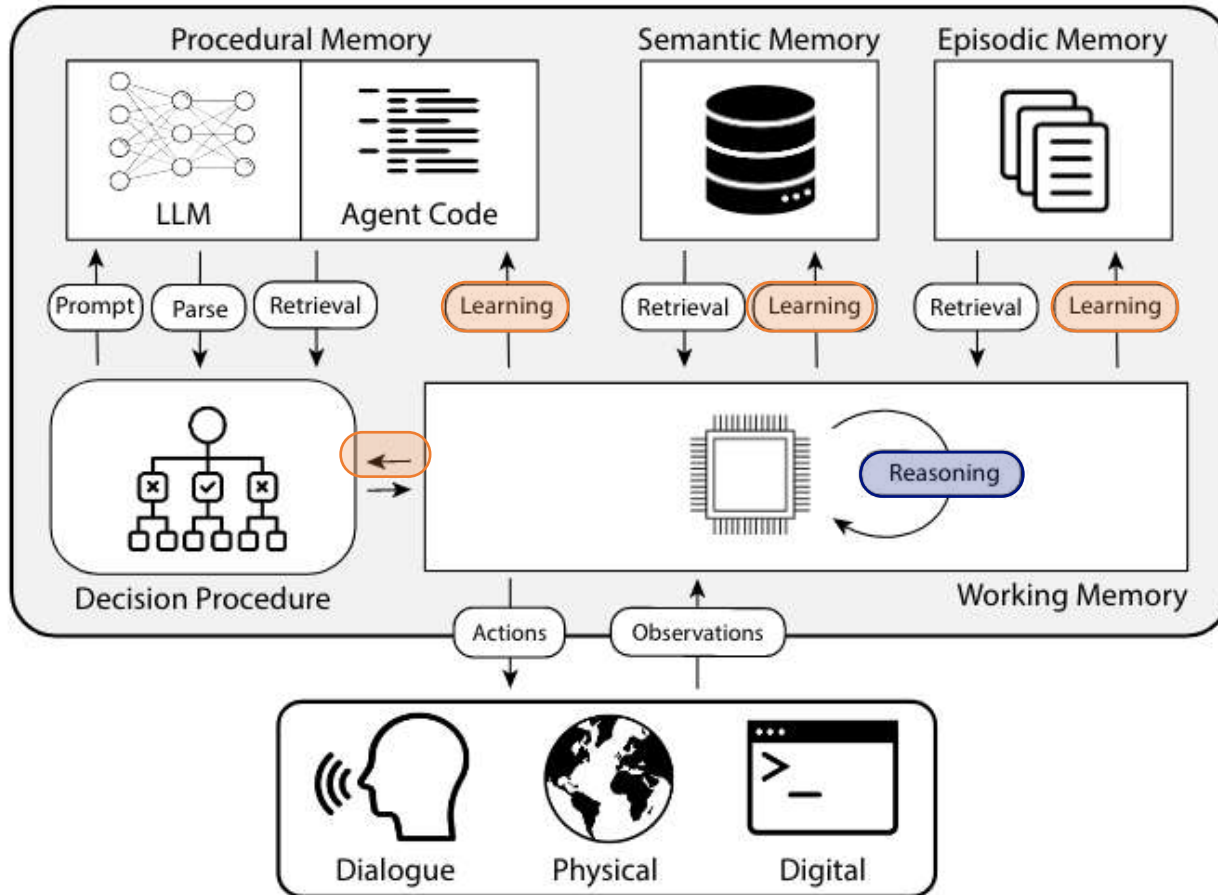 Procedural Memory
Semantic Memory
Episodic Memory
LLM
Agent Code
Prompt
Parse
Retrieval
Learning
Retrieval
Learning
Retrieval
Learning
Reasoning
Decision Procedure
Working Memory
Actions
Observations
>_
Dialogue
Physical
Digital